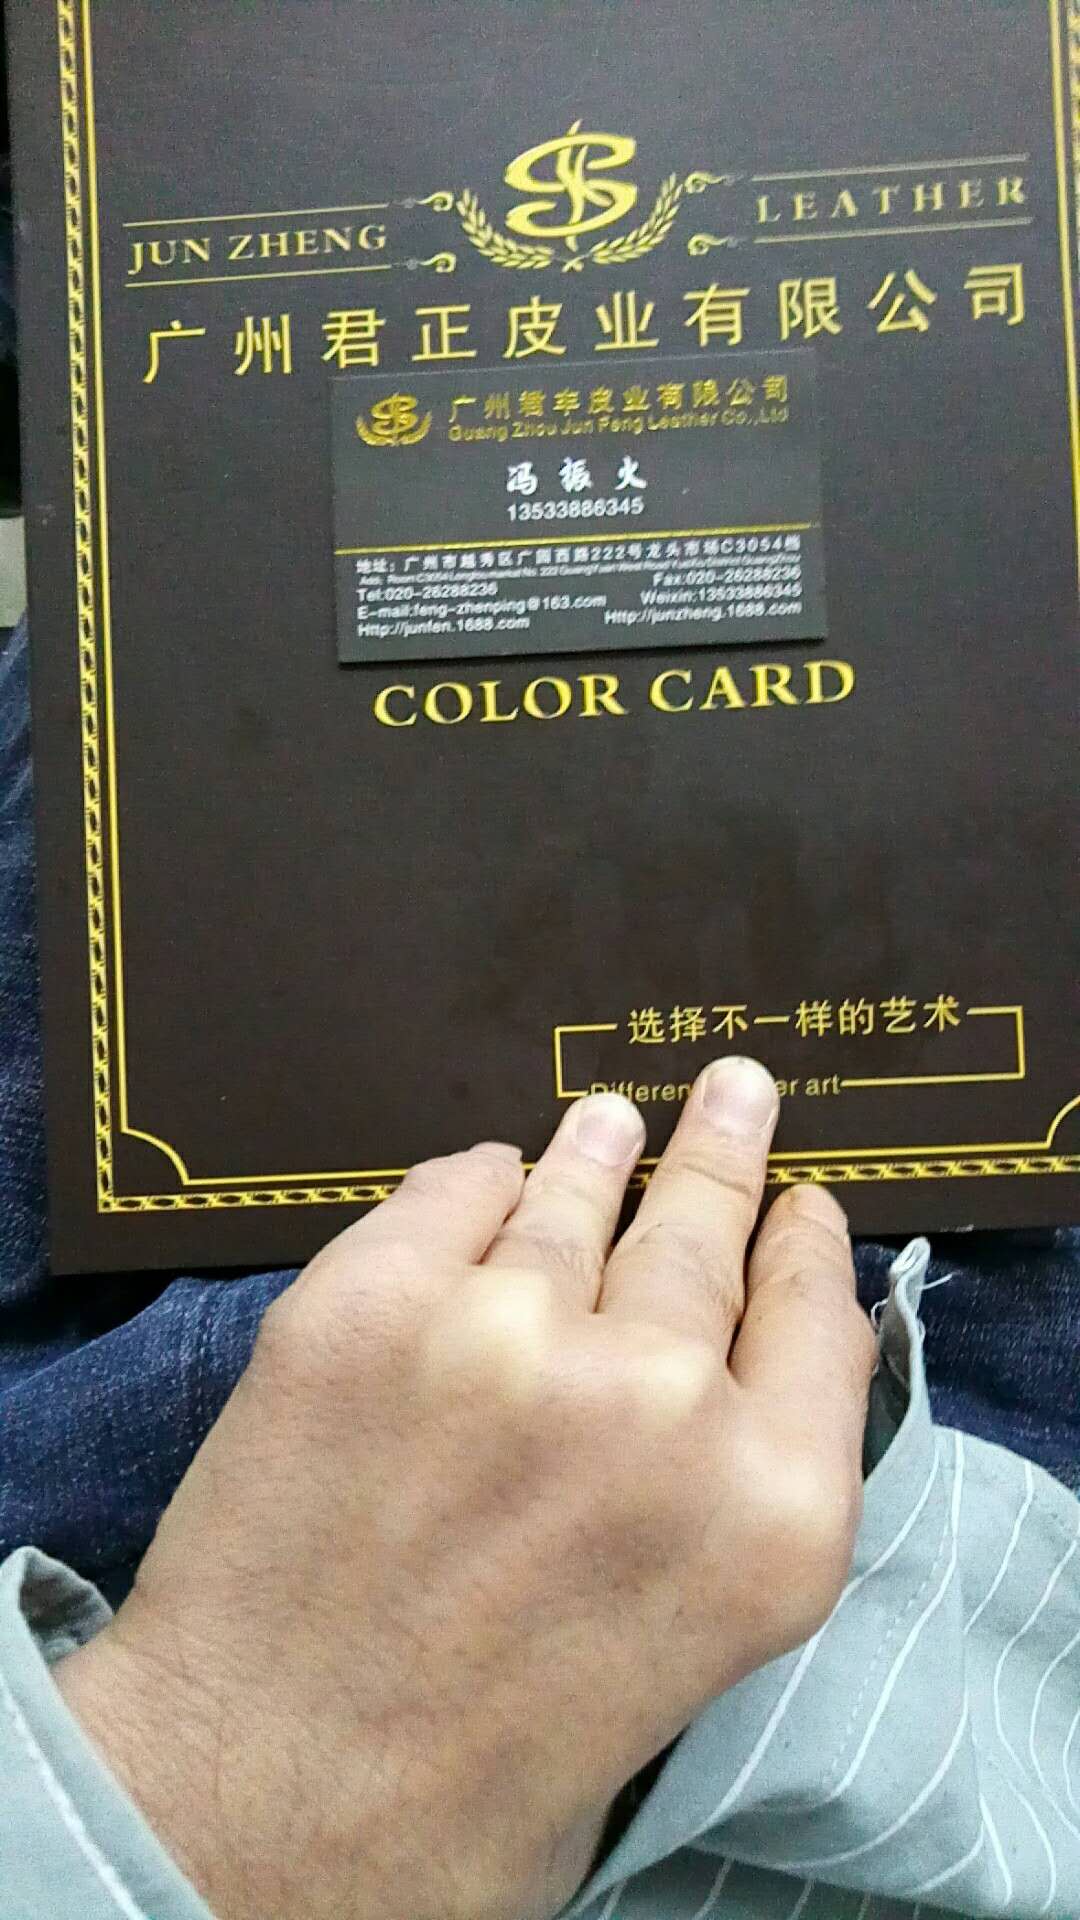 JUN ZHENG
LEATHER
广州君正皮业有限公司
广州君丰皮业有限公司
Guang Zhou Jun Feng Leather Co.,Ltd
冯振火
13533886345
地址：广州市越秀区广园西路222号龙头市场C3054档
Tel:020-26288236
Fax:020-26288236
E-mail:feng-zhenping@163.com
Weixin:13533886345
Http://junfen.1688.com
Http://junzheng.1688.com
COLOR CARD
选择不一样的艺术
er art